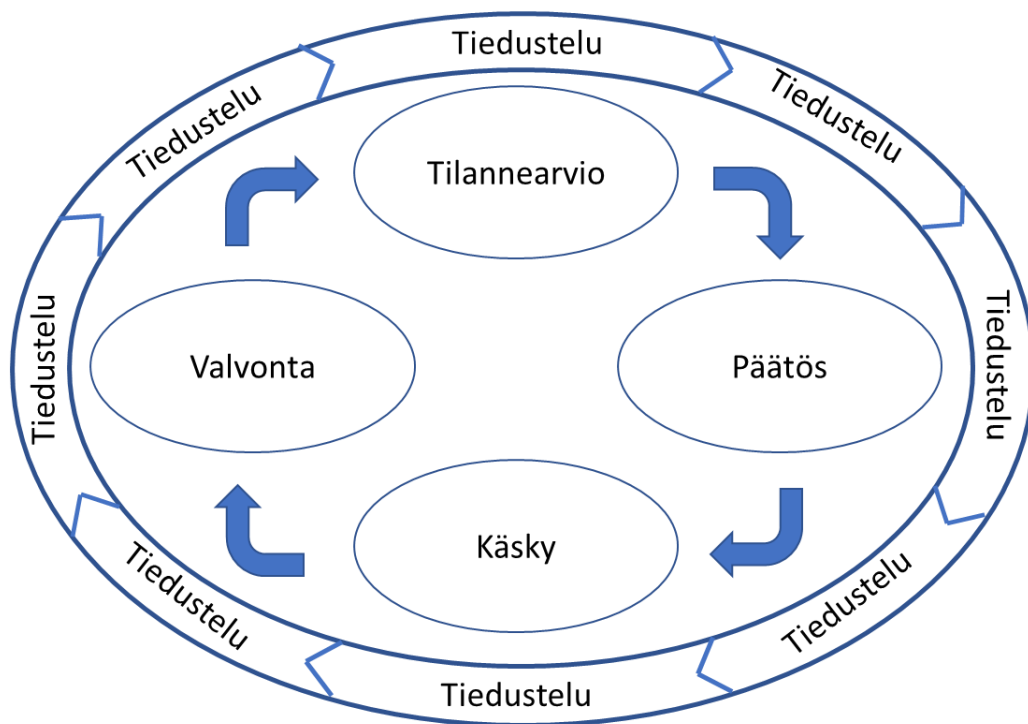 Tiedustelu
Tiedustelu
Tiedustelu
Tilannearvio
Tiedustelu
Valvonta
Päätös
Tiedustelu
Käsky
Tiedustelu
Tiedustelu
Tiedustelu